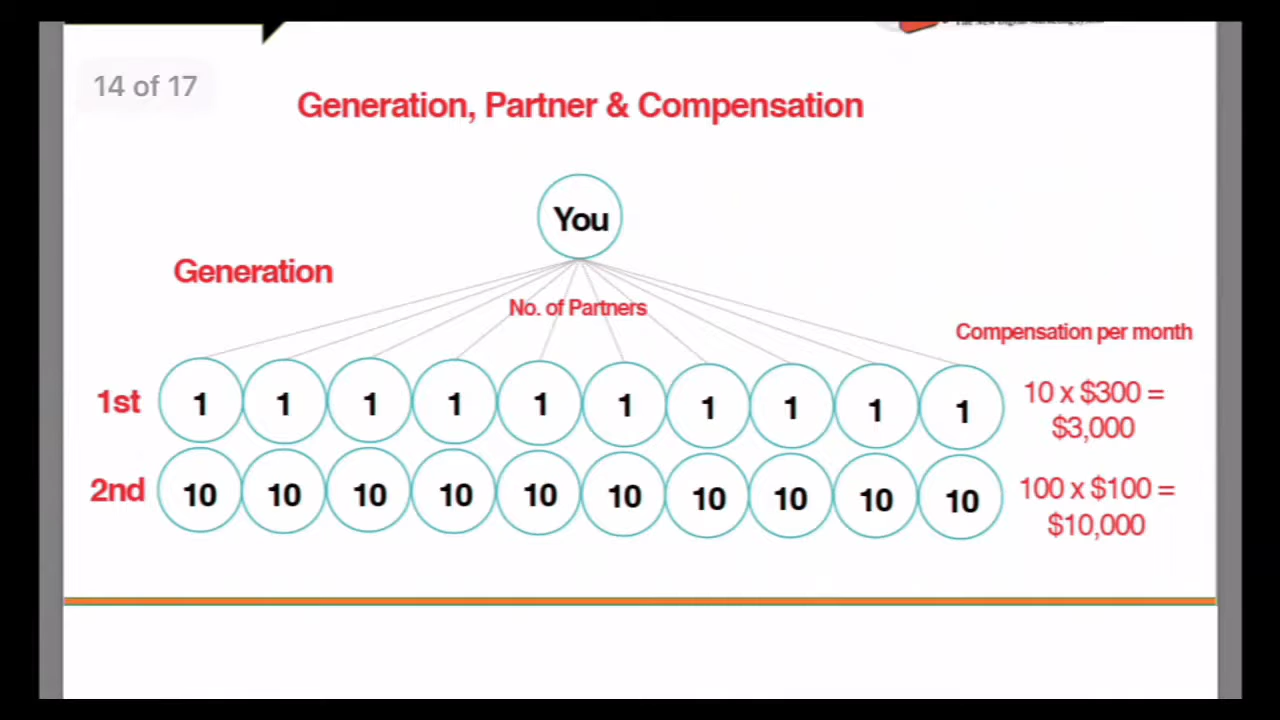 14 of 17
Generation, Partner & Compensation
You
Generation
No. of Partners
Compensation per month
1st 1 1 1 1 1 1 1 1 1 1 10 x $300 =
$3,000
2nd 10 10 10 10 10 10 10 10 10 10 100 x $100 =
$10,000